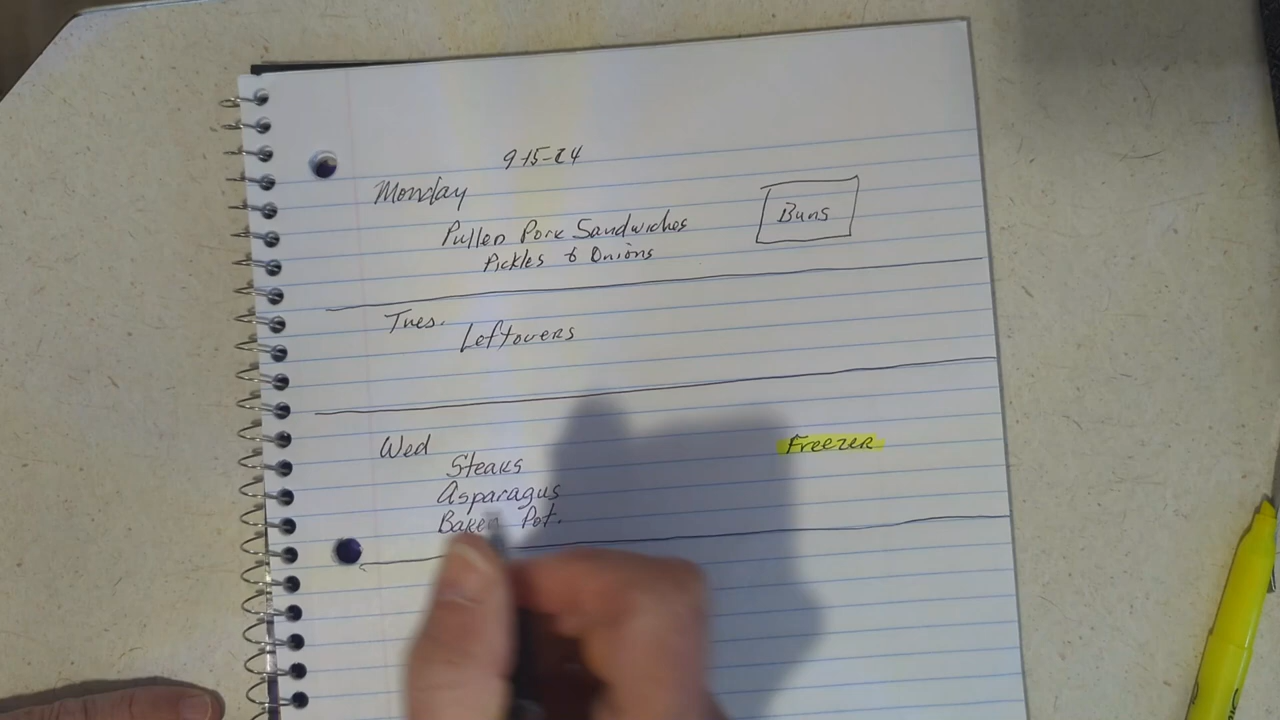 9-15-24
Monday
Pulled Pork Sandwiches
Buns
Pickles & Onions
Tues.
Leftovers
Wed
Freezer
Steaks
Asparagus
Baked Pot.